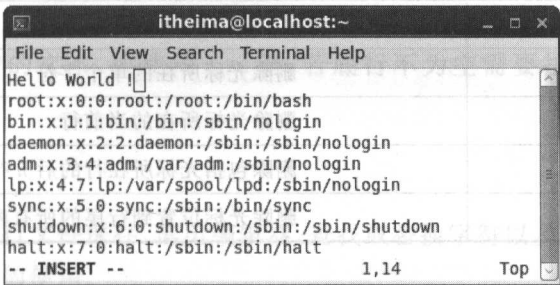 itheima@localhost:~
File Edit View Search Terminal Help
Hello World !
root:x:0:0:root:/root:/bin/bash
bin:x:1:1:bin:/bin:/sbin/nologin
daemon:x:2:2:daemon:/sbin:/sbin/nologin
adm:x:3:4:adm:/var/adm:/sbin/nologin
lp:x:4:7:lp:/var/spool/lpd:/sbin/nologin
sync:x:5:0:sync:/sbin:/bin/sync
shutdown:x:6:0:shutdown:/sbin:/sbin/shutdown
halt:x:7:0:halt:/sbin:/sbin/halt
-- INSERT -- 1,14 Top